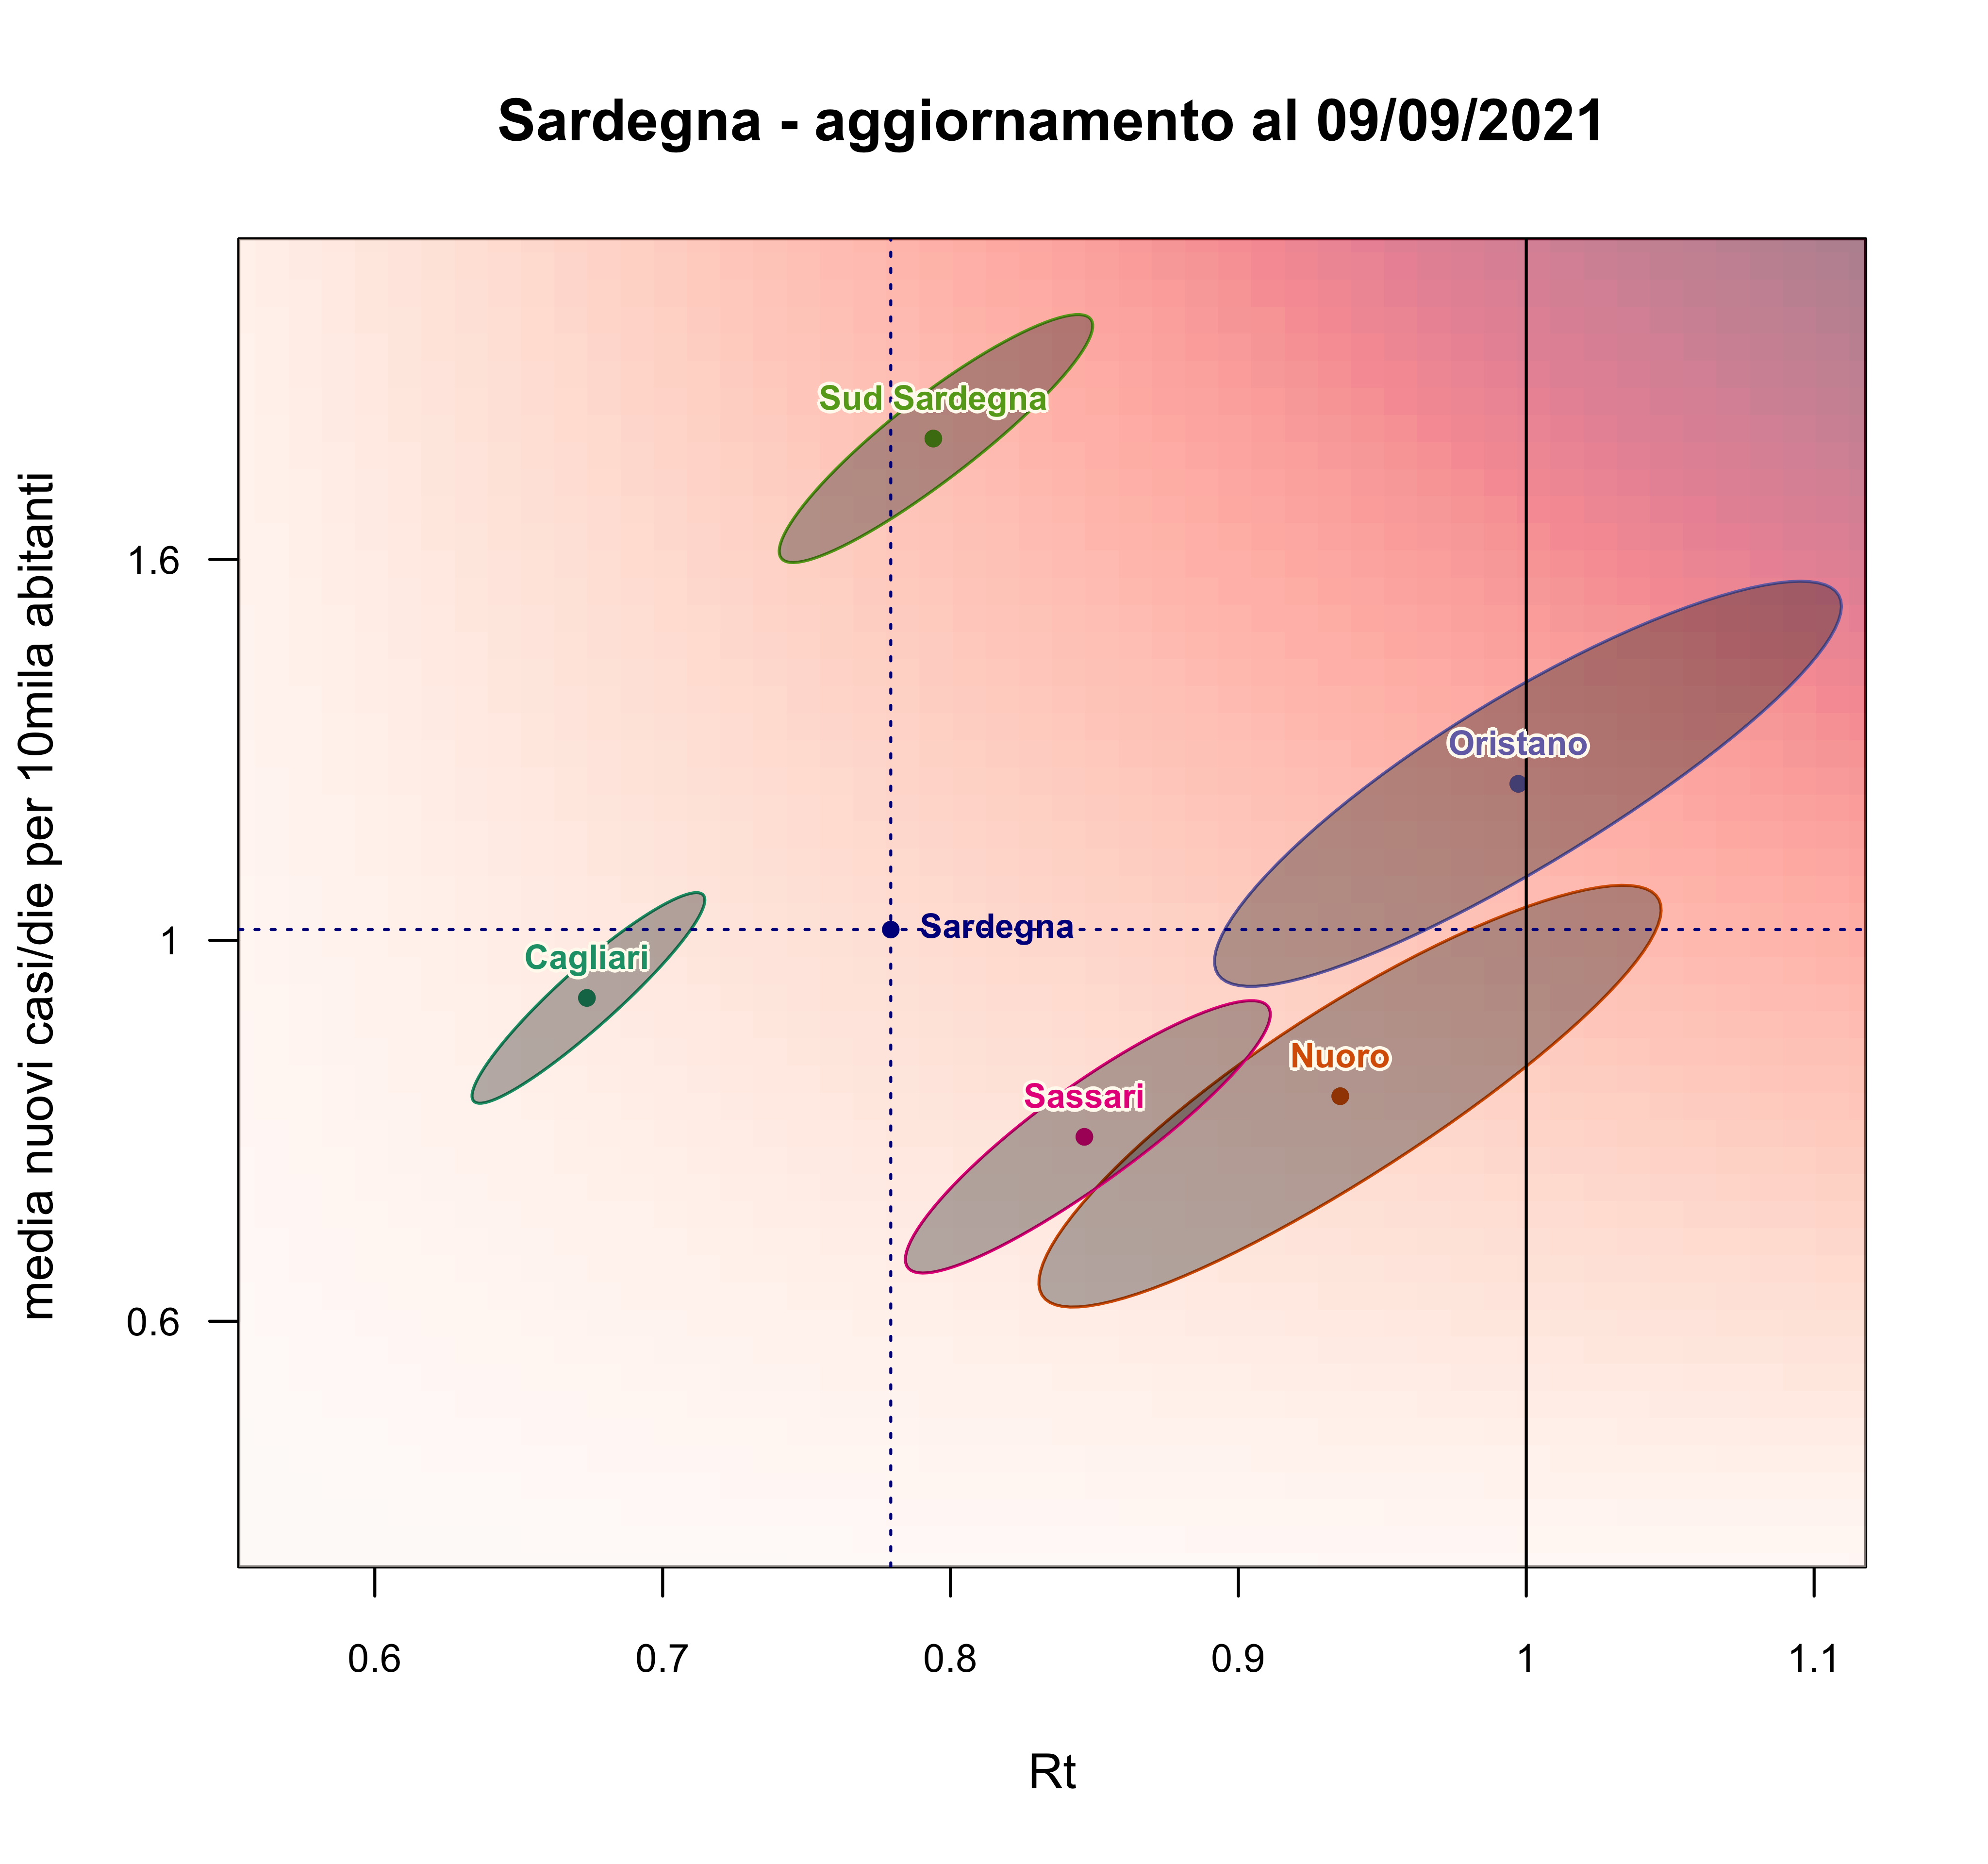 Sardegna - aggiornamento al 09/09/2021
media nuovi casi/die per 10mila abitanti
1.6
1
0.6
Sud Sardegna
Oristano
Sardegna
Cagliari
Nuoro
Sassari
0.6 0.7 0.8 0.9 1 1.1
Rt